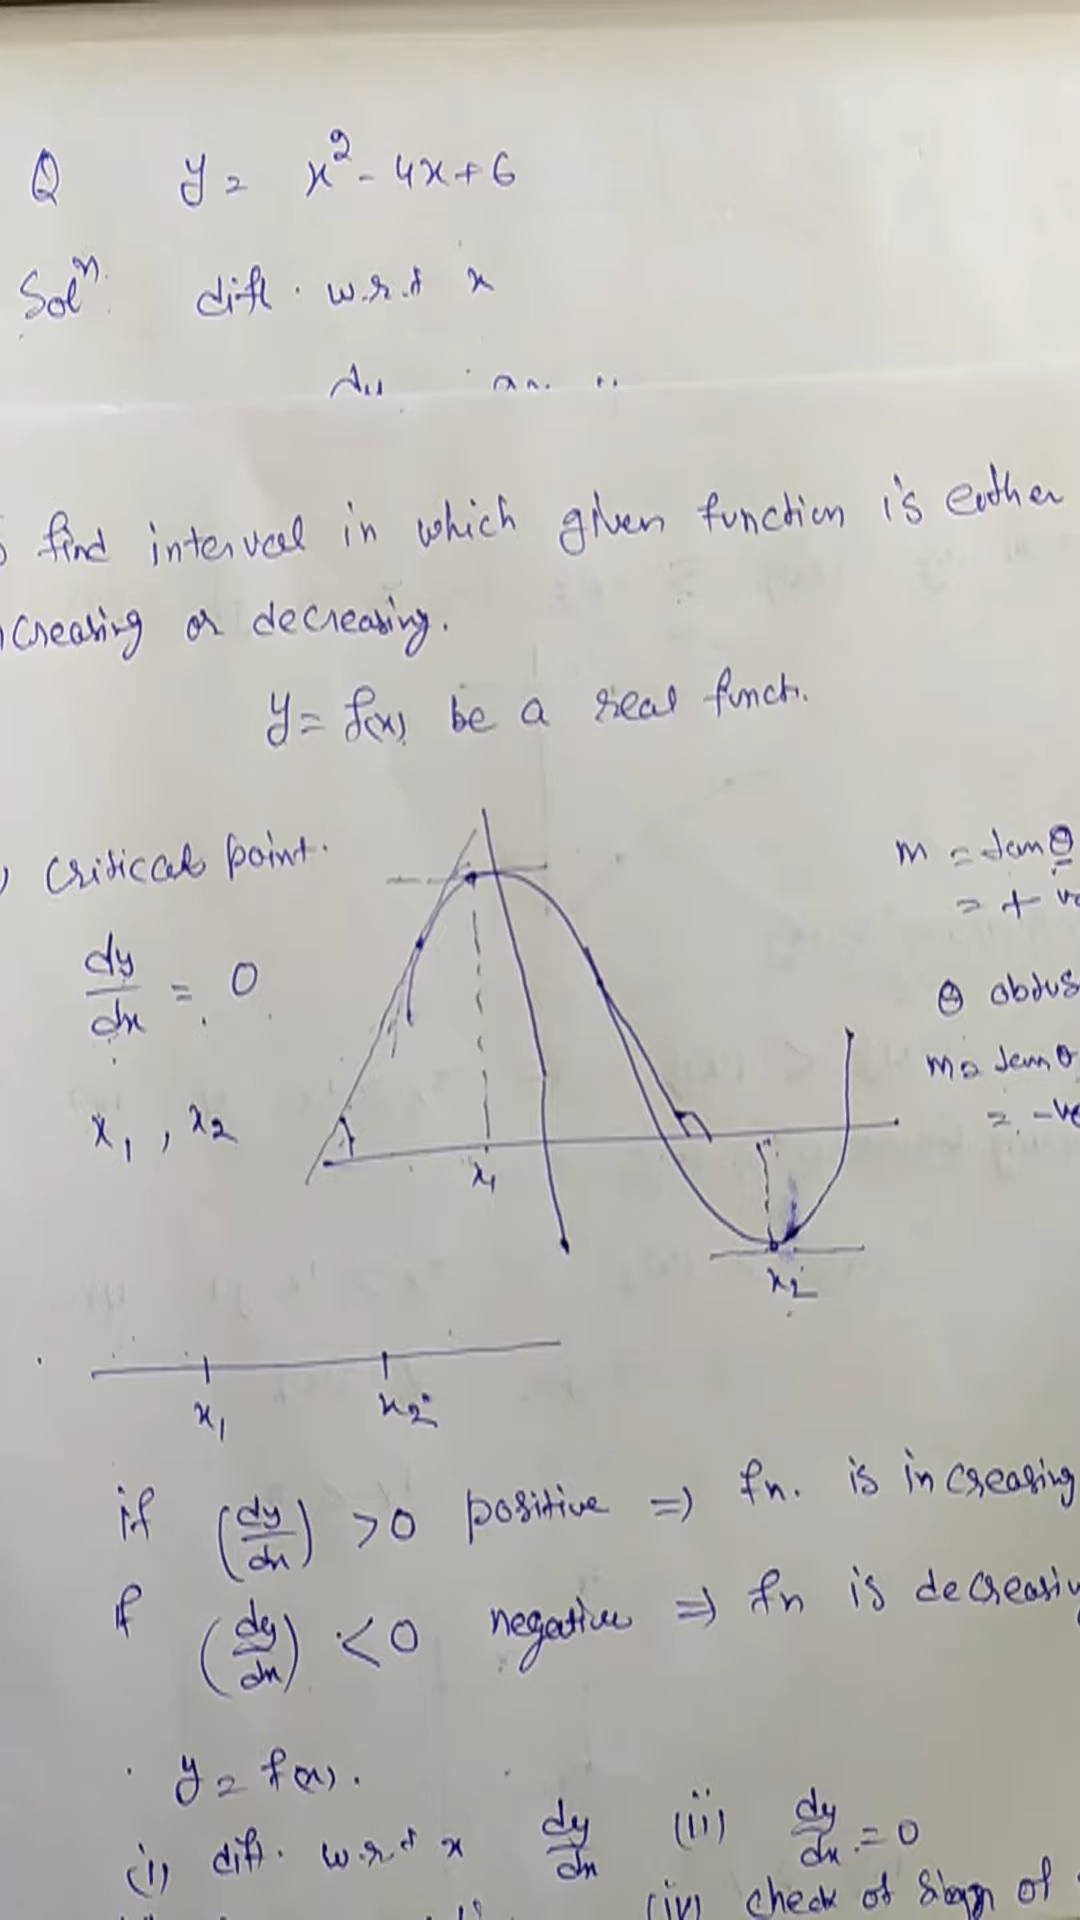 Q y = x² - 4x + 6
Solⁿ. diff. w.r.t x
find interval in which given function is either
creasing or decreasing.
y = f(x) be a real funct.
critical point.
m = tan θ
= + v
dy/dx = 0
θ obtus
m = tan θ
= -ve
x₁, x₂
x₁
x₂
x₁ x₂
if (dy/dx) > 0 positive ⇒ fn. is increasing
if (dy/dx) < 0 negative ⇒ fn is decreasin
y = f(x).
(i) diff. w.r.t x dy/dx (ii) dy/dx = 0
(iv) check of sign of